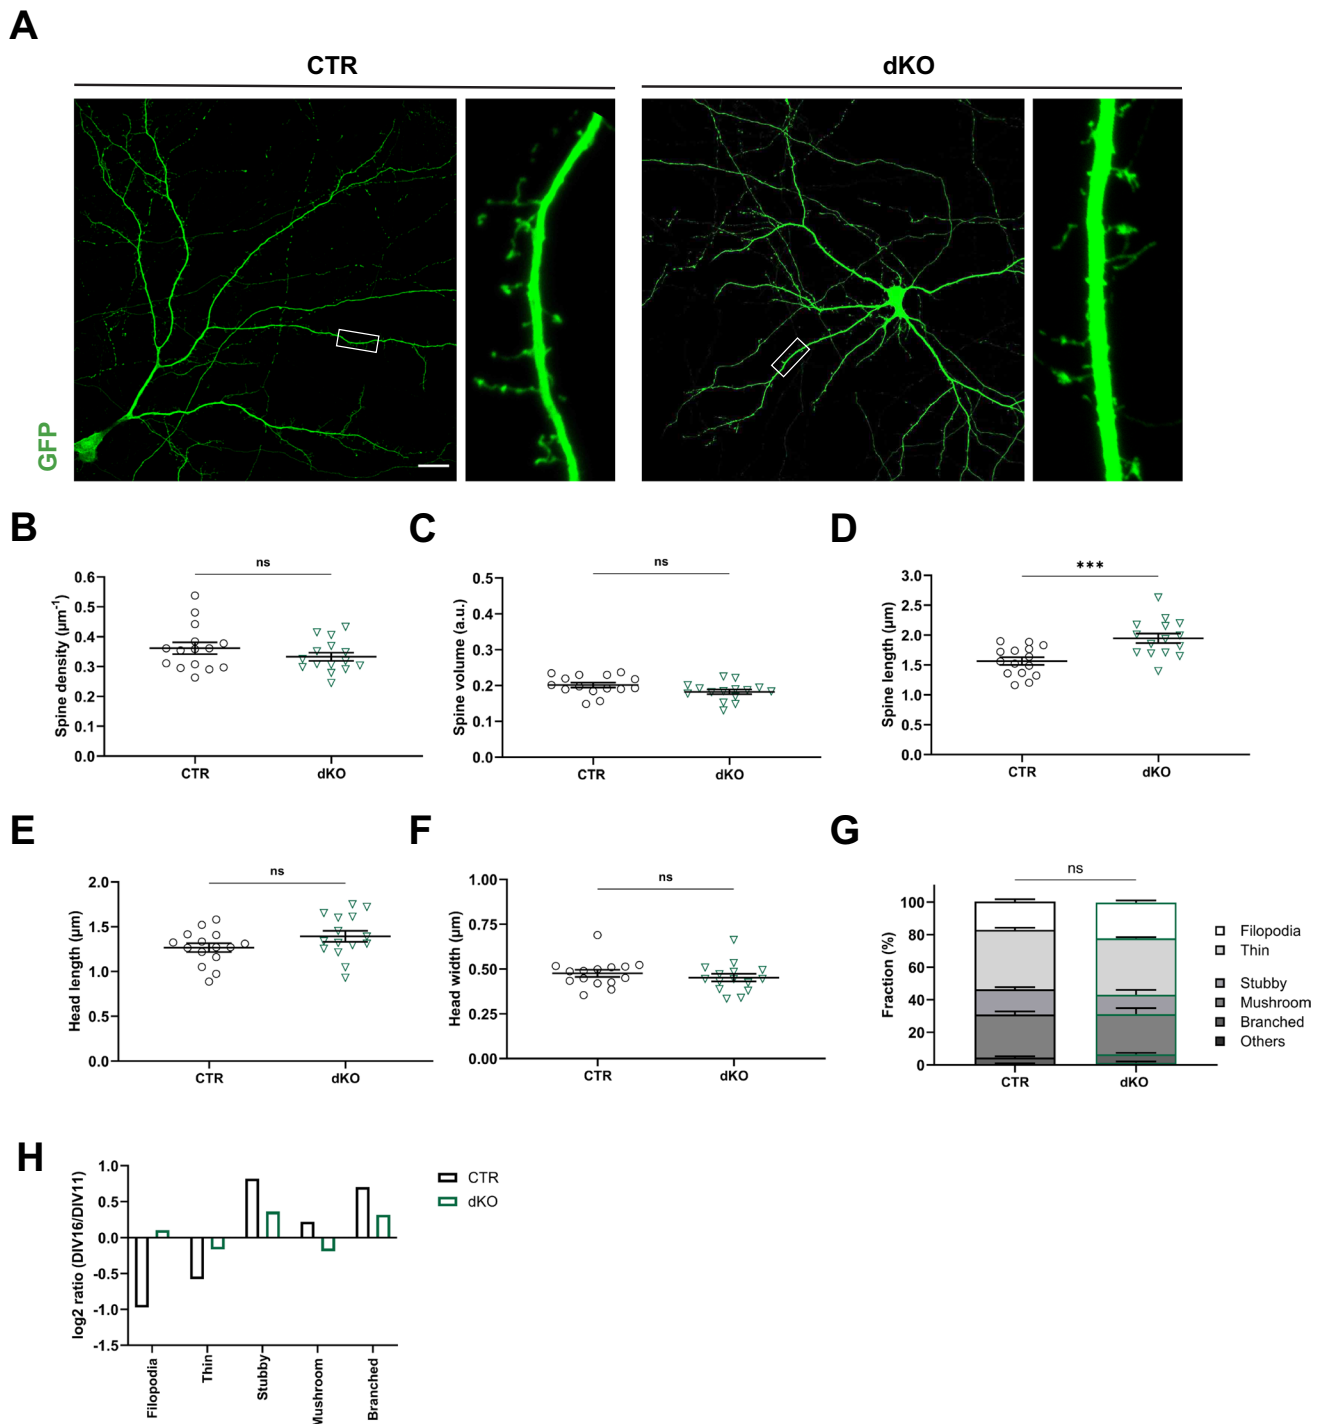 A
CTR
dKO
GFP
B
C
D
ns
Spine density (µm-1)
0.6
0.5
0.4
0.3
0.2
0.1
0.0
CTR
dKO
ns
Spine volume (a.u.)
0.5
0.4
0.3
0.2
0.1
0.0
CTR
dKO
***
Spine length (µm)
3.0
2.5
2.0
1.5
1.0
0.5
0.0
CTR
dKO
E
F
G
ns
Head length (µm)
2.0
1.5
1.0
0.5
0.0
CTR
dKO
ns
Head width (µm)
1.00
0.75
0.50
0.25
0.00
CTR
dKO
ns
Fraction (%)
100
80
60
40
20
0
CTR
dKO
Filopodia
Thin
Stubby
Mushroom
Branched
Others
H
log2 ratio (DIV16/DIV11)
1.0
0.5
0.0
-0.5
-1.0
-1.5
Filopodia
Thin
Stubby
Mushroom
Branched
CTR
dKO